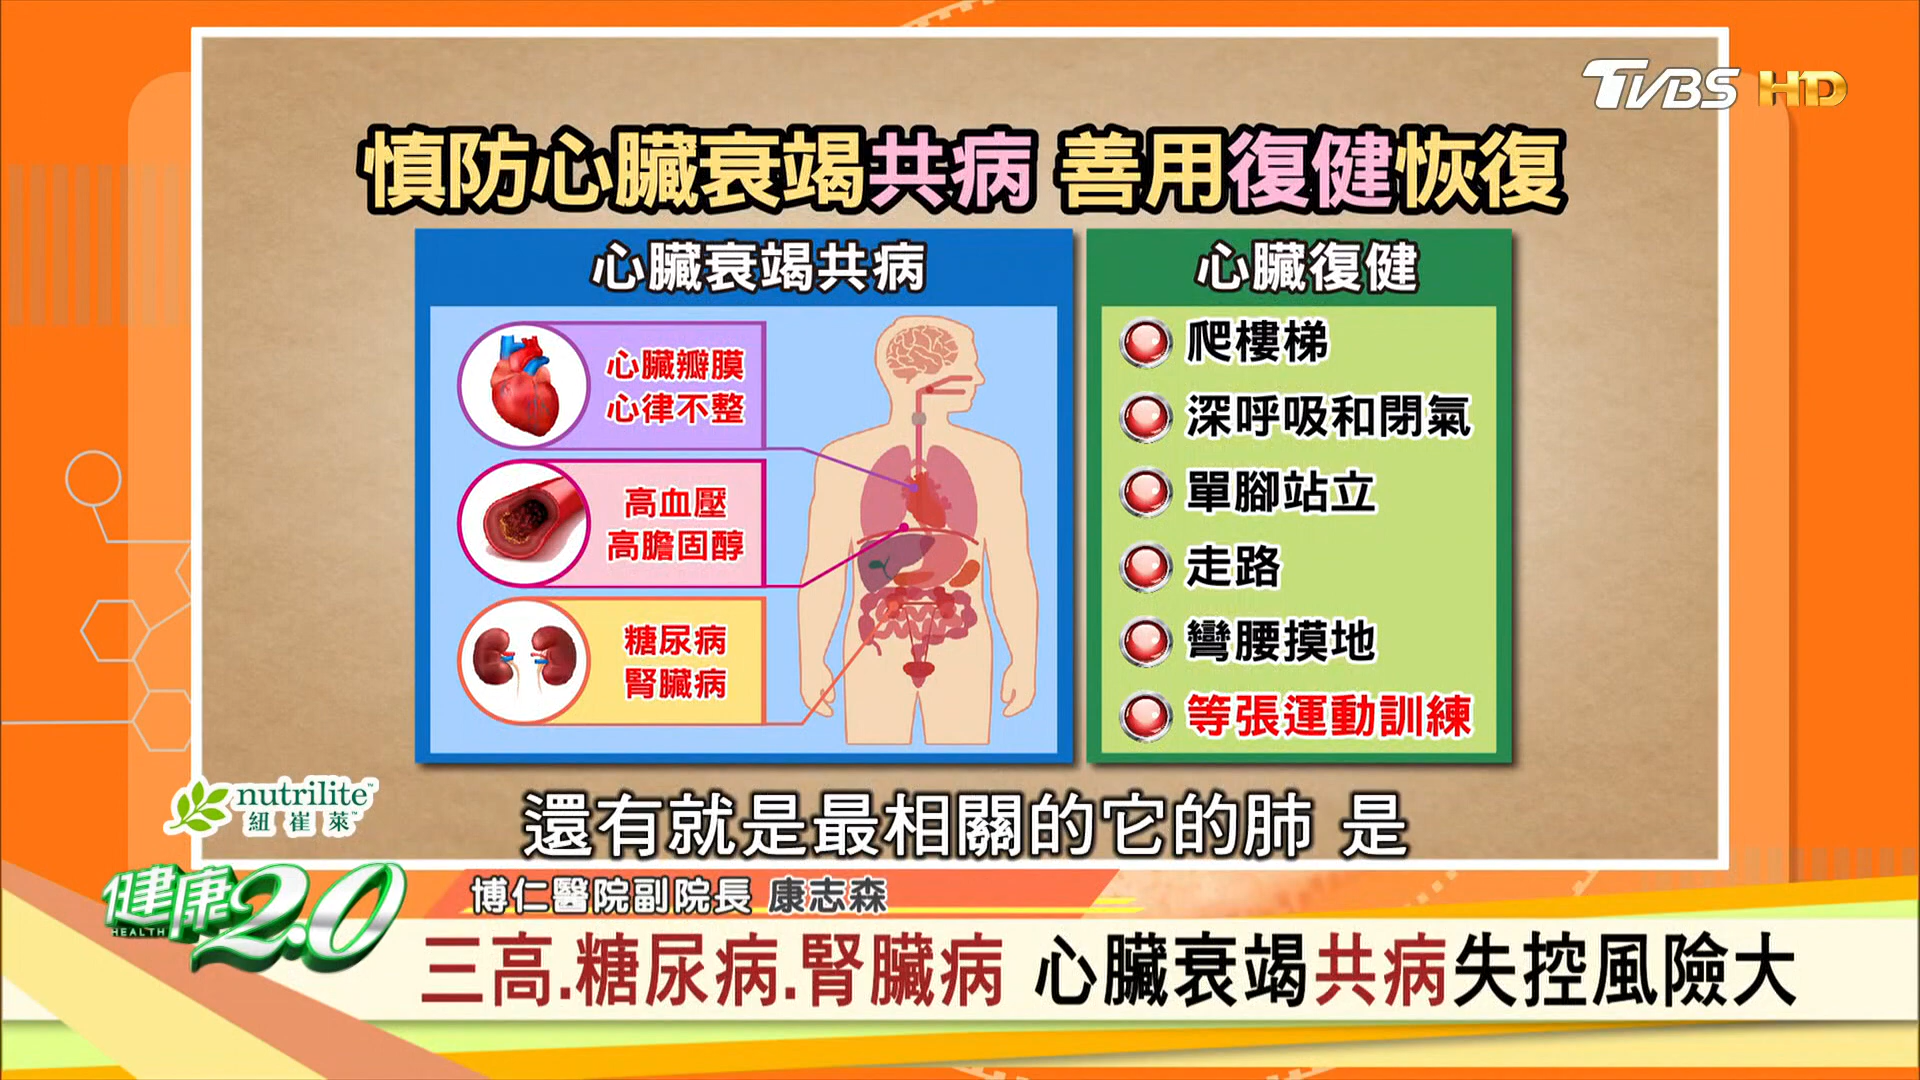 TVBS HD
慎防心臟衰竭共病 善用復健恢復
心臟衰竭共病
心臟瓣膜
心律不整
高血壓
高膽固醇
糖尿病
腎臟病
心臟復健
爬樓梯
深呼吸和閉氣
單腳站立
走路
彎腰摸地
等張運動訓練
nutrilite™
紐崔萊™
還有就是最相關的它的肺 是
健康2.0
HEALTH
博仁醫院副院長 康志森
三高.糖尿病.腎臟病 心臟衰竭共病失控風險大